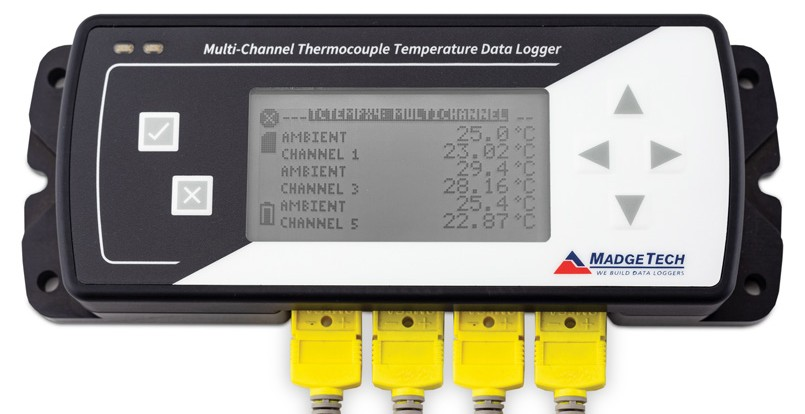 Multi-Channel Thermocouple Temperature Data Logger
TCTEMPX4: MULTICHANNEL
AMBIENT 25.0 °C
CHANNEL 1 23.02 °C
AMBIENT 29.4 °C
CHANNEL 3 28.16 °C
AMBIENT 25.4 °C
CHANNEL 5 22.87 °C
MADGETECH
WE BUILD DATA LOGGERS